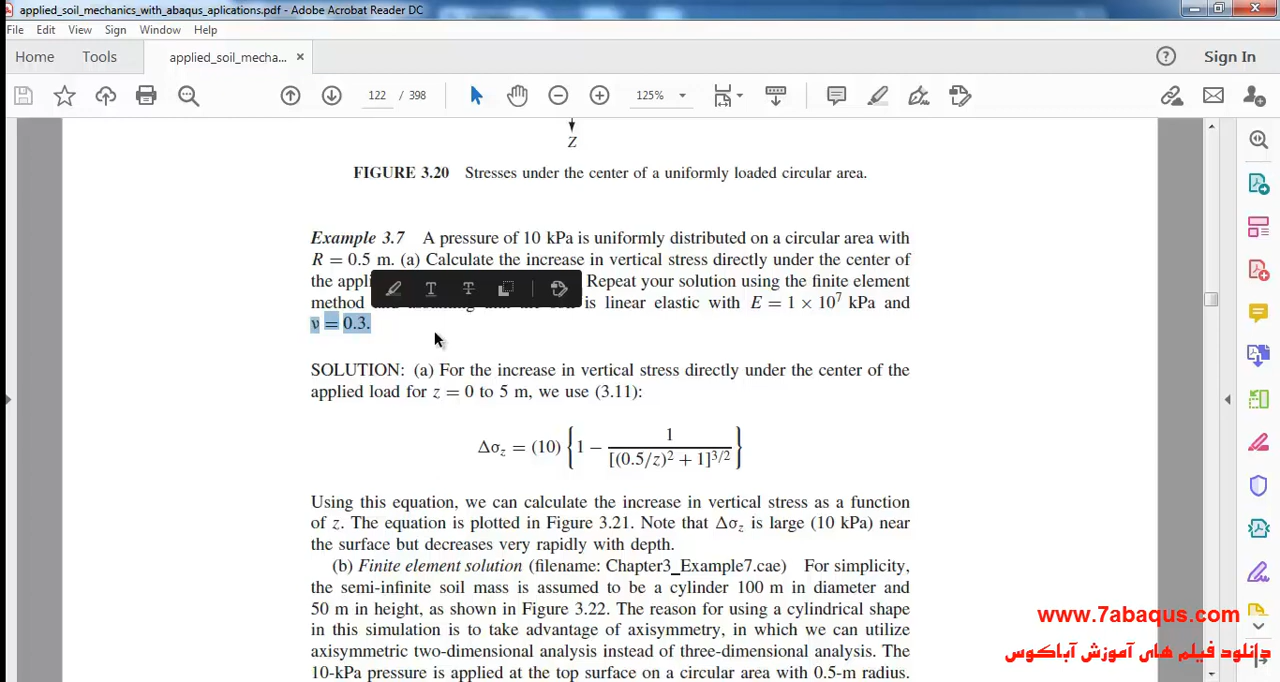 applied_soil_mechanics_with_abaqus_aplications.pdf - Adobe Acrobat Reader DC
File Edit View Sign Window Help
Home Tools applied_soil_mecha... × ? Sign In
122 / 398 125%
Z
FIGURE 3.20 Stresses under the center of a uniformly loaded circular area.
Example 3.7 A pressure of 10 kPa is uniformly distributed on a circular area with
R = 0.5 m. (a) Calculate the increase in vertical stress directly under the center of
the appli Repeat your solution using the finite element
method is linear elastic with E = 1 × 10⁷ kPa and
ν = 0.3.
SOLUTION: (a) For the increase in vertical stress directly under the center of the
applied load for z = 0 to 5 m, we use (3.11):
Δσz = (10) { 1 − 1 / [(0.5/z)² + 1]^3/2 }
Using this equation, we can calculate the increase in vertical stress as a function
of z. The equation is plotted in Figure 3.21. Note that Δσz is large (10 kPa) near
the surface but decreases very rapidly with depth.
(b) Finite element solution (filename: Chapter3_Example7.cae) For simplicity,
the semi-infinite soil mass is assumed to be a cylinder 100 m in diameter and
50 m in height, as shown in Figure 3.22. The reason for using a cylindrical shape
in this simulation is to take advantage of axisymmetry, in which we can utilize
axisymmetric two-dimensional analysis instead of three-dimensional analysis. The
10-kPa pressure is applied at the top surface on a circular area with 0.5-m radius.
www.7abaqus.com
دانلود فیلم های آموزش آباکوس